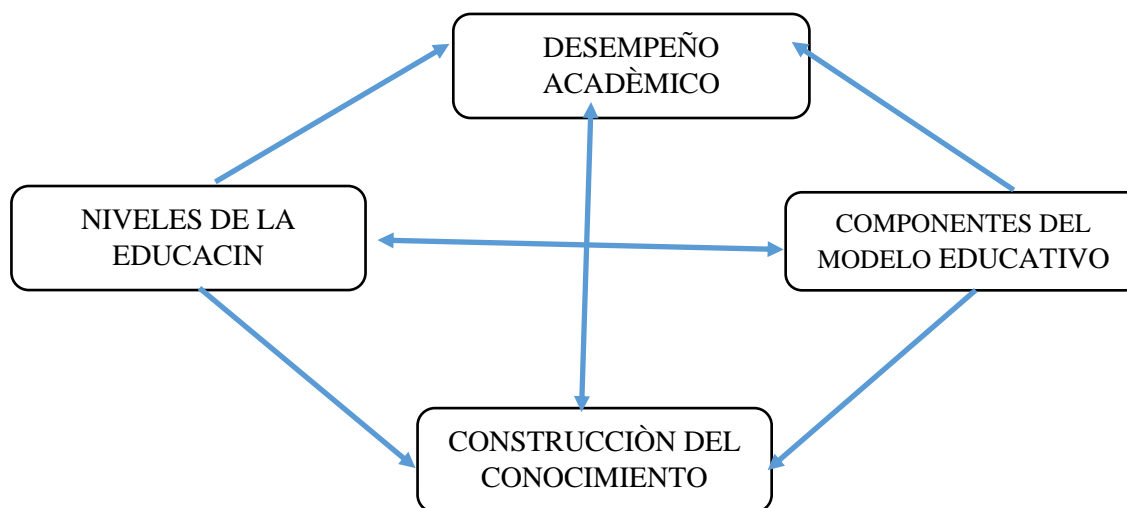 DESEMPEÑO
ACADÈMICO
NIVELES DE LA
EDUCACIN
COMPONENTES DEL
MODELO EDUCATIVO
CONSTRUCCIÒN DEL
CONOCIMIENTO